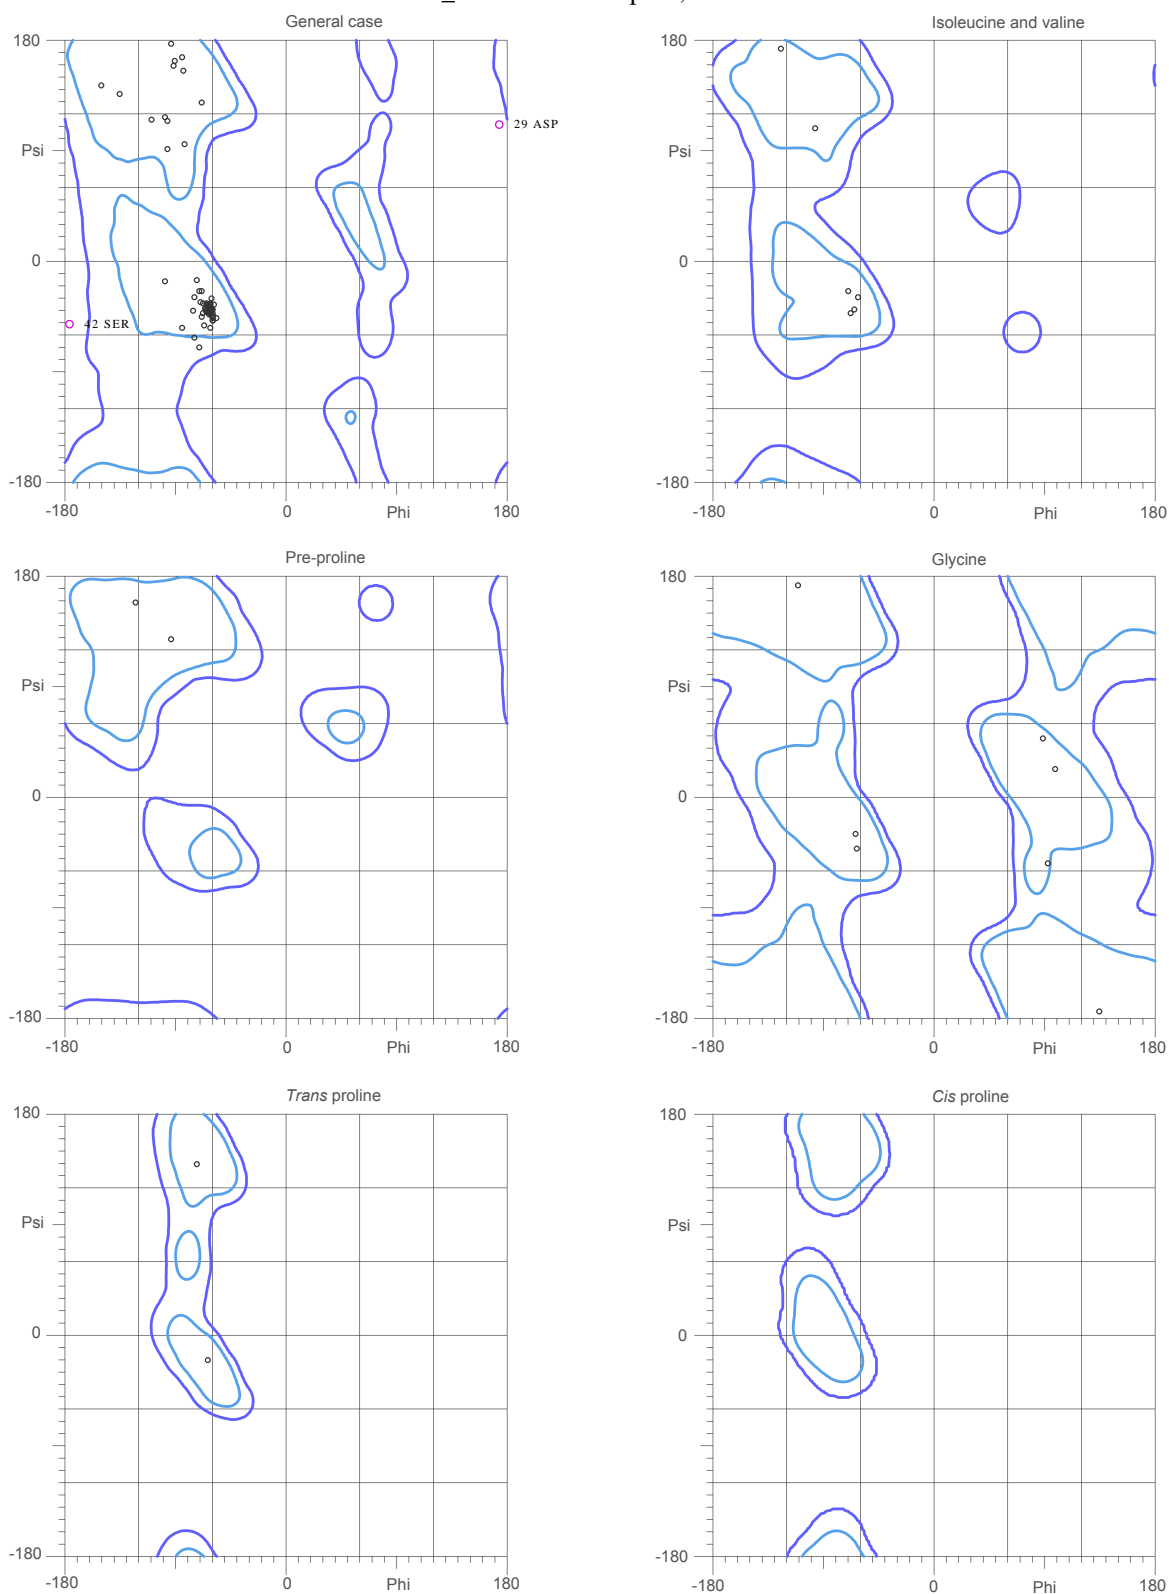 General case
Isoleucine and valine
180
180
29 ASP
Psi
Psi
0
0
42 SER
-180
-180
-180
0
Phi
180
-180
0
Phi
180
Pre-proline
Glycine
180
180
Psi
Psi
0
0
-180
-180
-180
0
Phi
180
-180
0
Phi
180
Trans proline
Cis proline
180
180
Psi
Psi
0
0
-180
-180
-180
0
Phi
180
-180
0
Phi
180